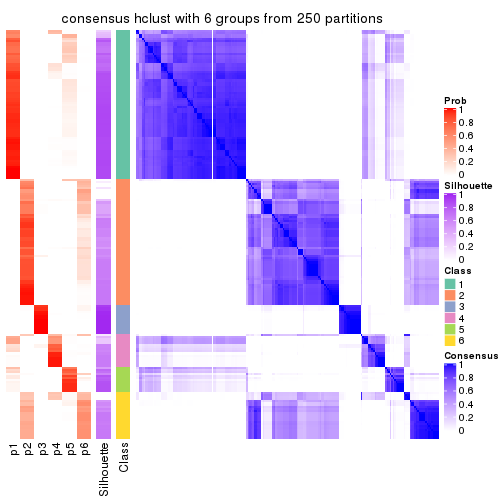 consensus hclust with 6 groups from 250 partitions
Prob
1
0.8
0.6
0.4
0.2
0
Silhouette
1
0.8
0.6
0.4
0.2
0
Class
1
2
3
4
5
6
Consensus
1
0.8
0.6
0.4
0.2
0
p1
p2
p3
p4
p5
p6
Silhouette
Class